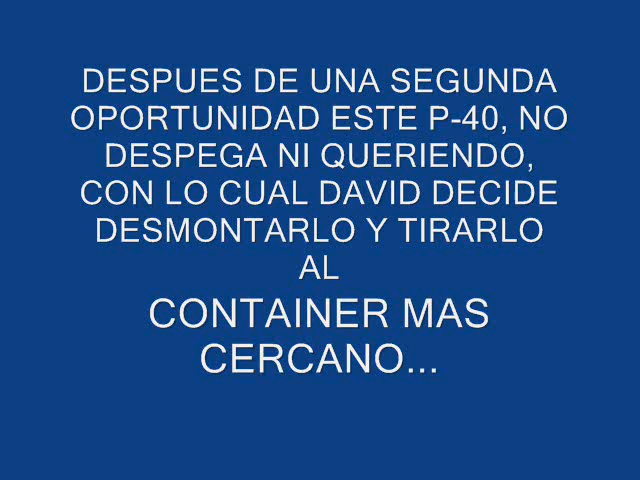 DESPUES DE UNA SEGUNDA
OPORTUNIDAD ESTE P-40, NO
DESPEGA NI QUERIENDO,
CON LO CUAL DAVID DECIDE
DESMONTARLO Y TIRARLO
AL
CONTAINER MAS
CERCANO...